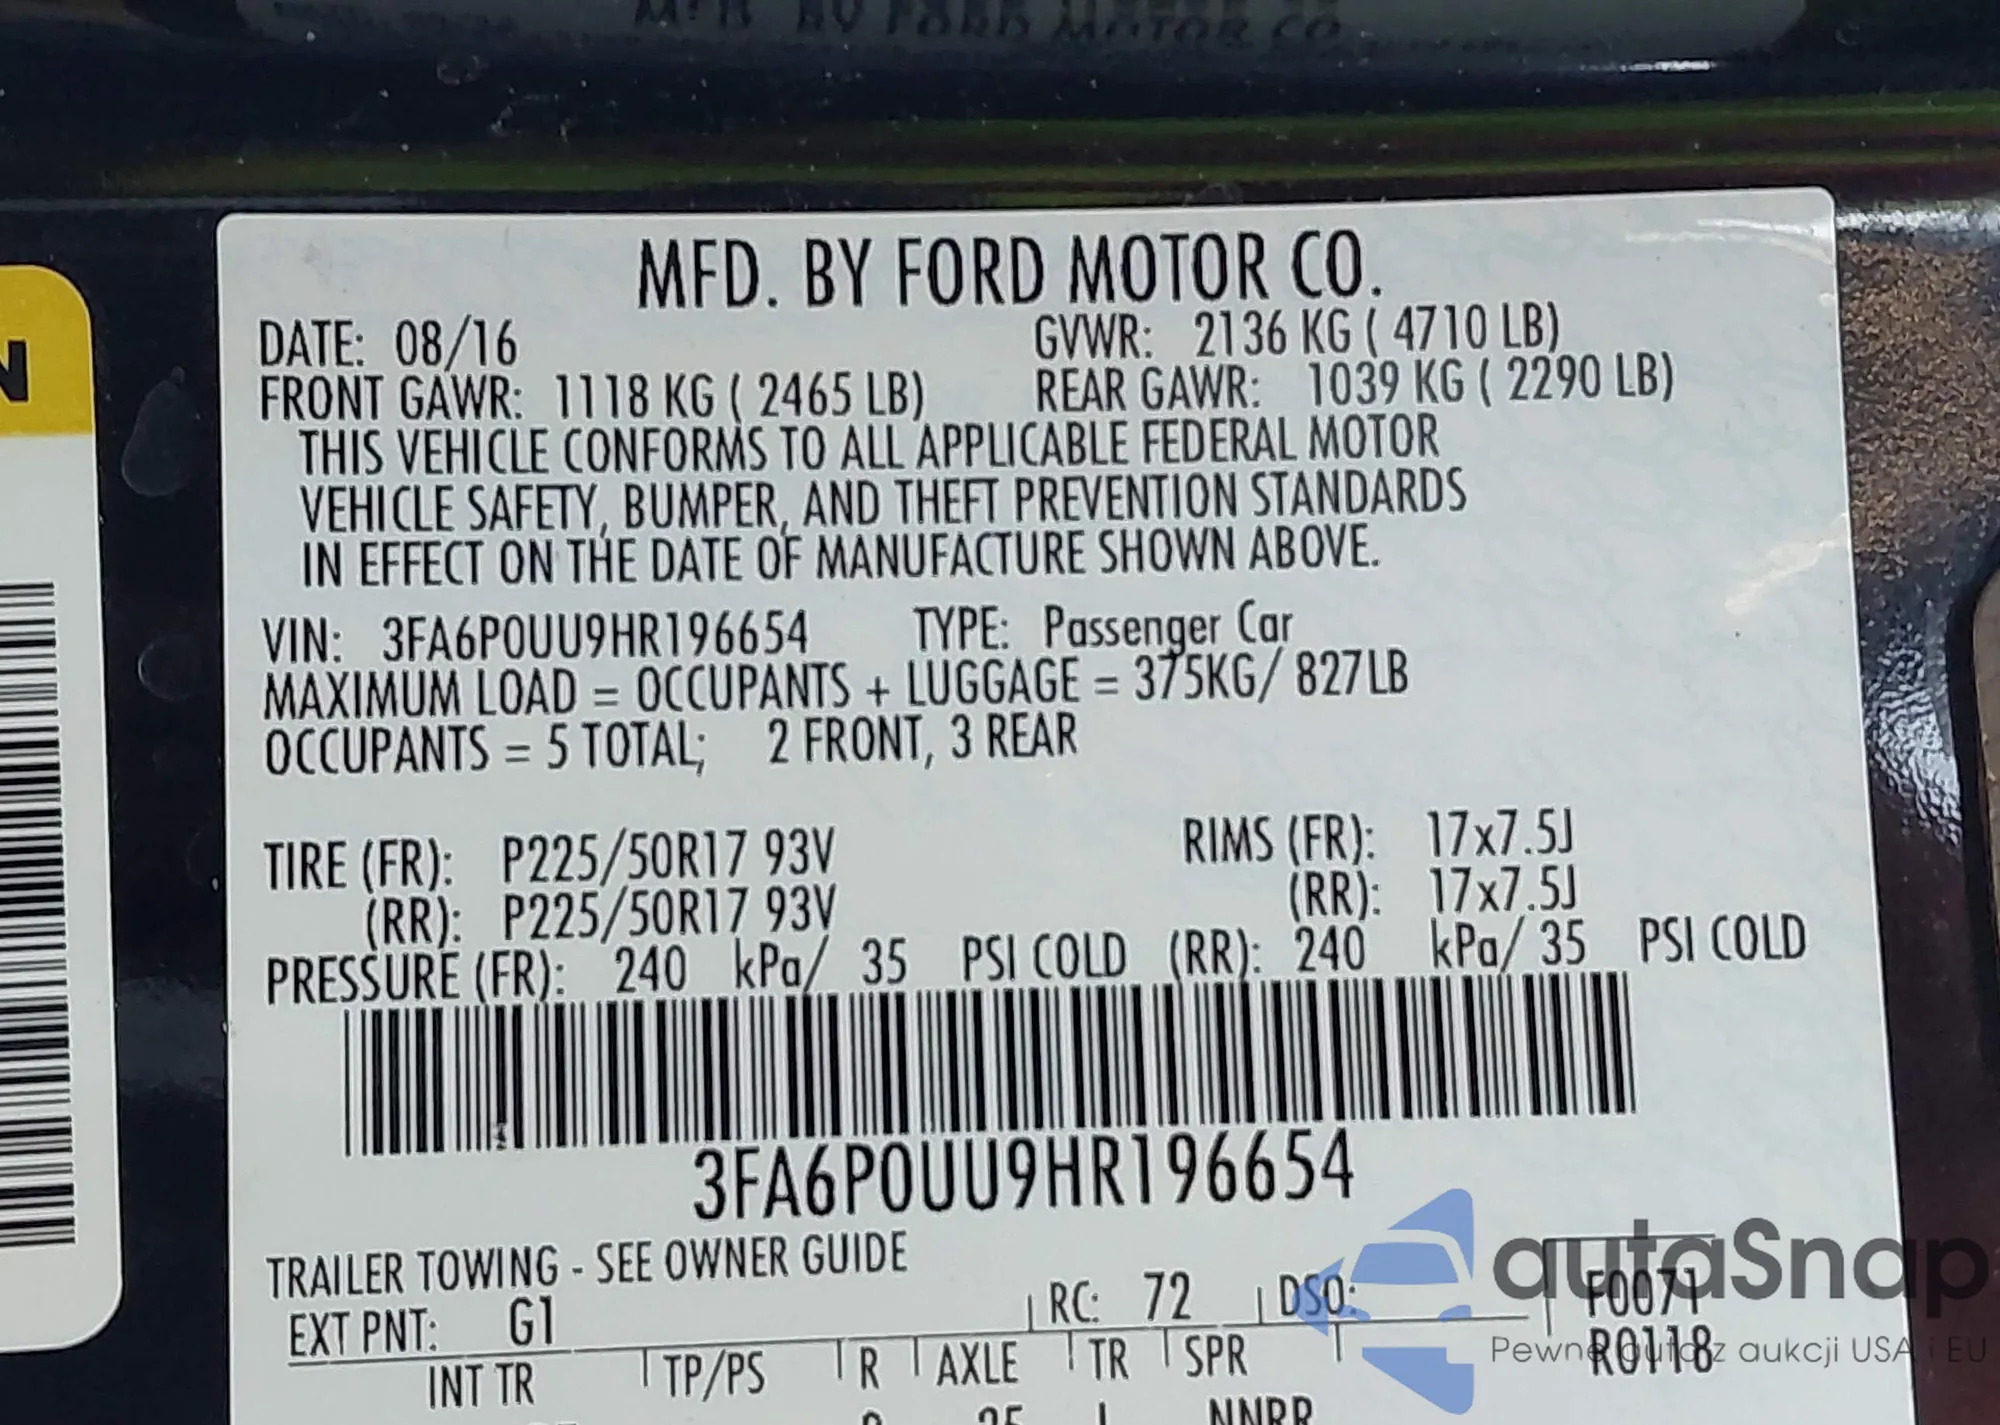 MFD. BY FORD MOTOR CO.
DATE: 08/16 GVWR: 2136 KG ( 4710 LB)
FRONT GAWR: 1118 KG ( 2465 LB) REAR GAWR: 1039 KG ( 2290 LB)
THIS VEHICLE CONFORMS TO ALL APPLICABLE FEDERAL MOTOR
VEHICLE SAFETY, BUMPER, AND THEFT PREVENTION STANDARDS
IN EFFECT ON THE DATE OF MANUFACTURE SHOWN ABOVE.
VIN: 3FA6P0UU9HR196654 TYPE: Passenger Car
MAXIMUM LOAD = OCCUPANTS + LUGGAGE = 375KG/ 827LB
OCCUPANTS = 5 TOTAL; 2 FRONT, 3 REAR
TIRE (FR): P225/50R17 93V RIMS (FR): 17x7.5J
(RR): P225/50R17 93V (RR): 17x7.5J
PRESSURE (FR): 240 kPa/ 35 PSI COLD (RR): 240 kPa/ 35 PSI COLD
3FA6P0UU9HR196654
TRAILER TOWING - SEE OWNER GUIDE
EXT PNT: G1 RC: 72 DSO: F0071
R0118
INT TR TP/PS R AXLE TR SPR
NNRR
autaSnap
Pewne auta z aukcji USA i EU